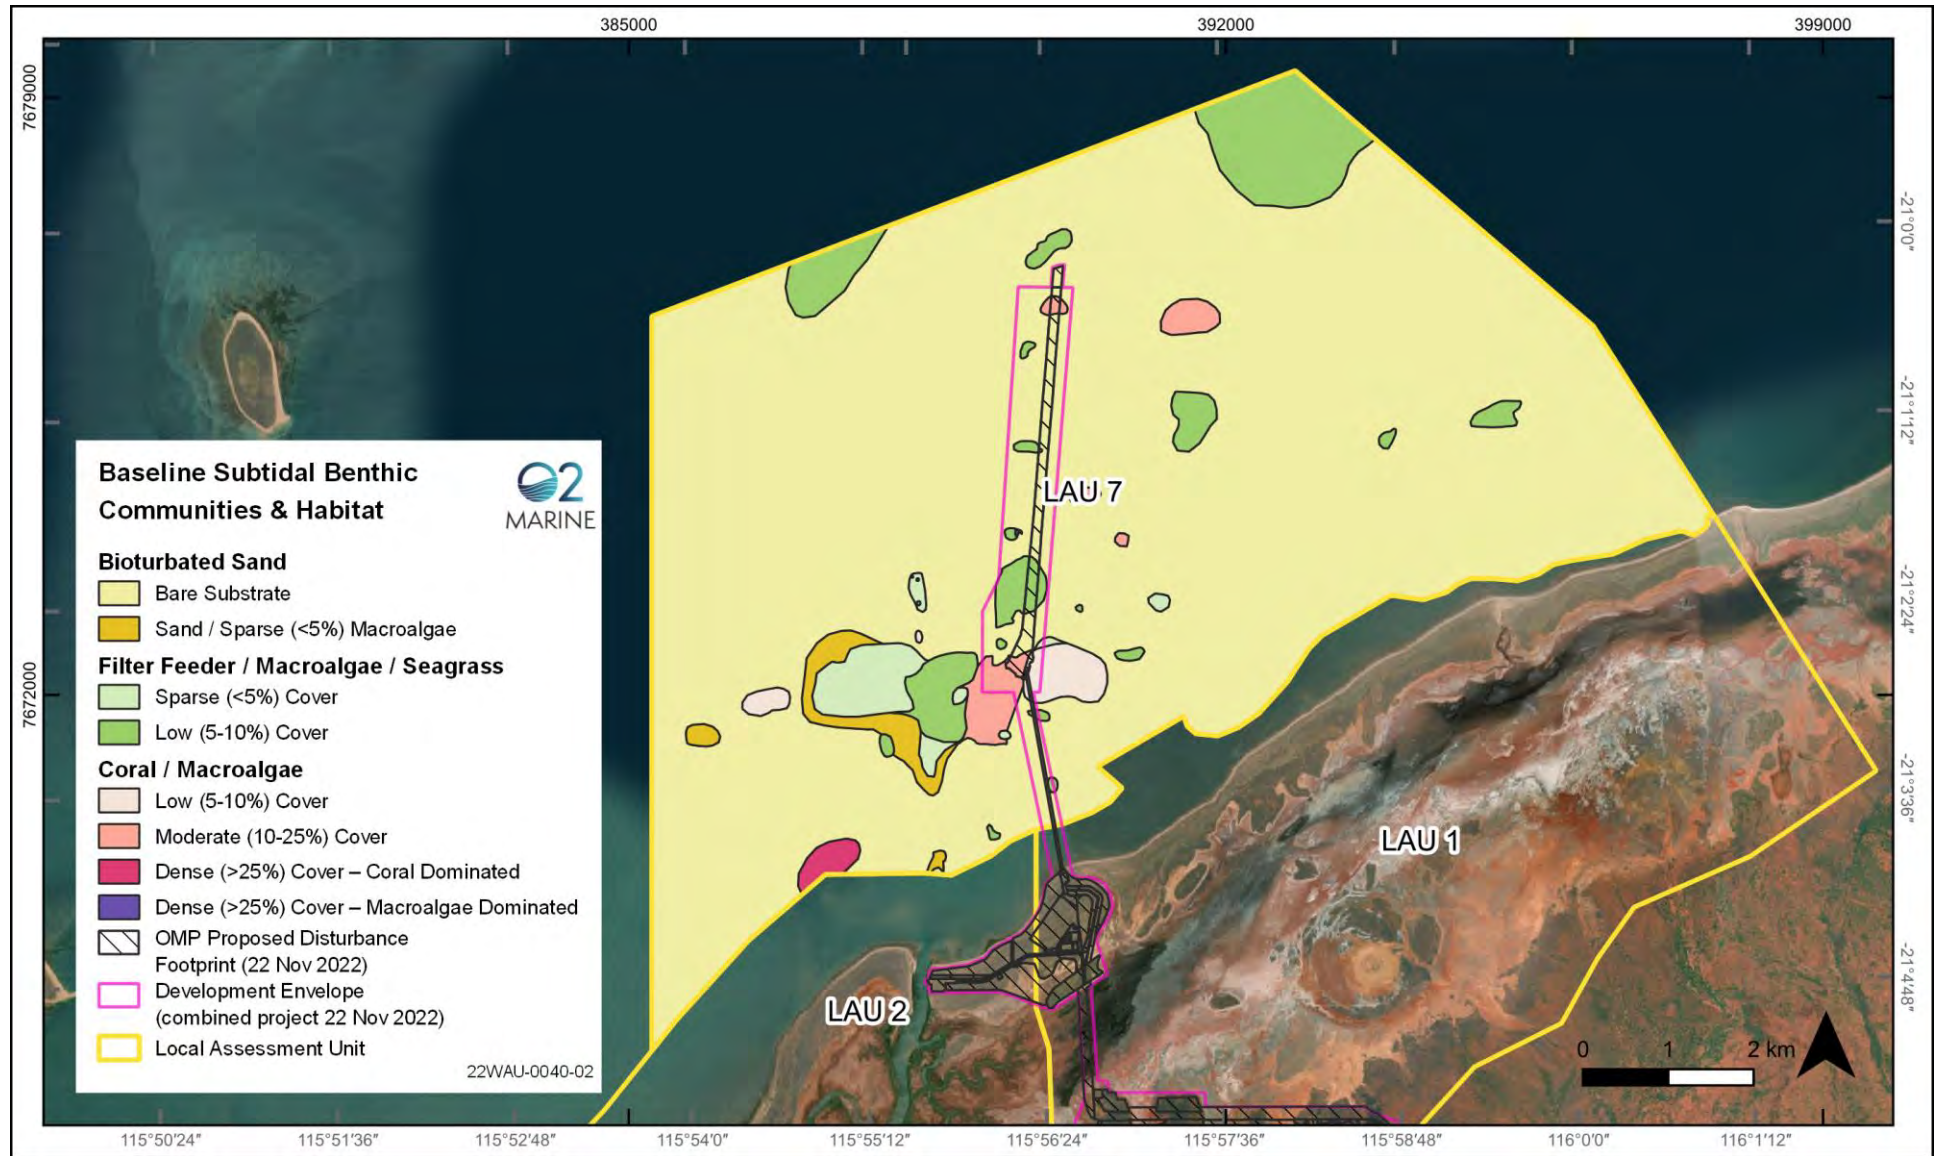 385000
392000
399000
7679000
7672000
-21°0'0"
-21°1'12"
-21°2'24"
-21°3'36"
-21°4'48"
LAU 7
LAU 1
LAU 2
Baseline Subtidal Benthic
Communities & Habitat
O2
MARINE
Bioturbated Sand
Bare Substrate
Sand / Sparse (<5%) Macroalgae
Filter Feeder / Macroalgae / Seagrass
Sparse (<5%) Cover
Low (5-10%) Cover
Coral / Macroalgae
Low (5-10%) Cover
Moderate (10-25%) Cover
Dense (>25%) Cover – Coral Dominated
Dense (>25%) Cover – Macroalgae Dominated
OMP Proposed Disturbance
Footprint (22 Nov 2022)
Development Envelope
(combined project 22 Nov 2022)
Local Assessment Unit
22WAU-0040-02
0 1 2 km
115°50'24"
115°51'36"
115°52'48"
115°54'0"
115°55'12"
115°56'24"
115°57'36"
115°58'48"
116°0'0"
116°1'12"